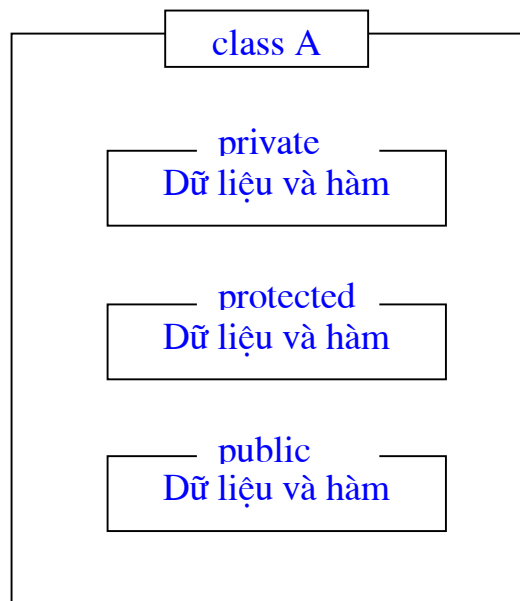 class A
private
Dữ liệu và hàm
protected
Dữ liệu và hàm
public
Dữ liệu và hàm